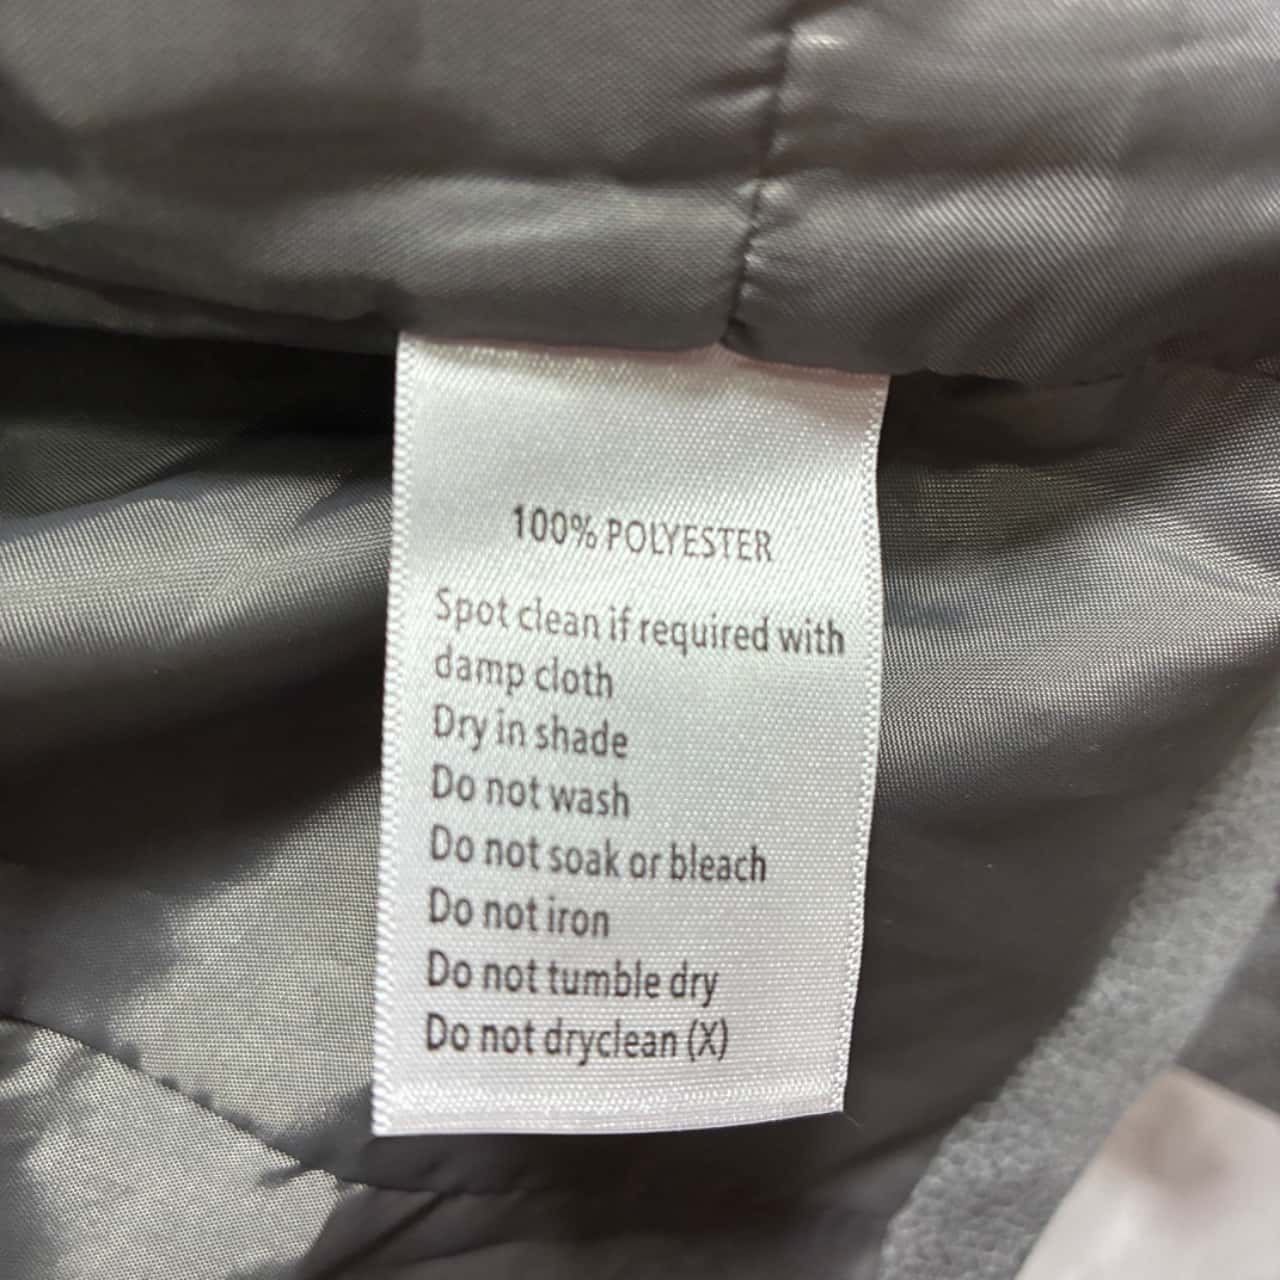 100% POLYESTER
Spot clean if required with
damp cloth
Dry in shade
Do not wash
Do not soak or bleach
Do not iron
Do not tumble dry
Do not dryclean (X)